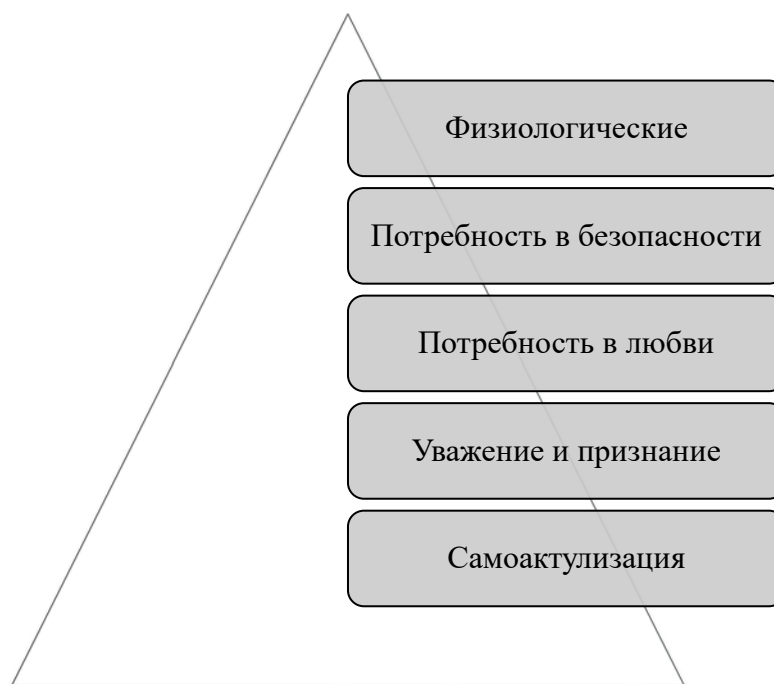 Физиологические
Потребность в безопасности
Потребность в любви
Уважение и признание
Самоактулизация